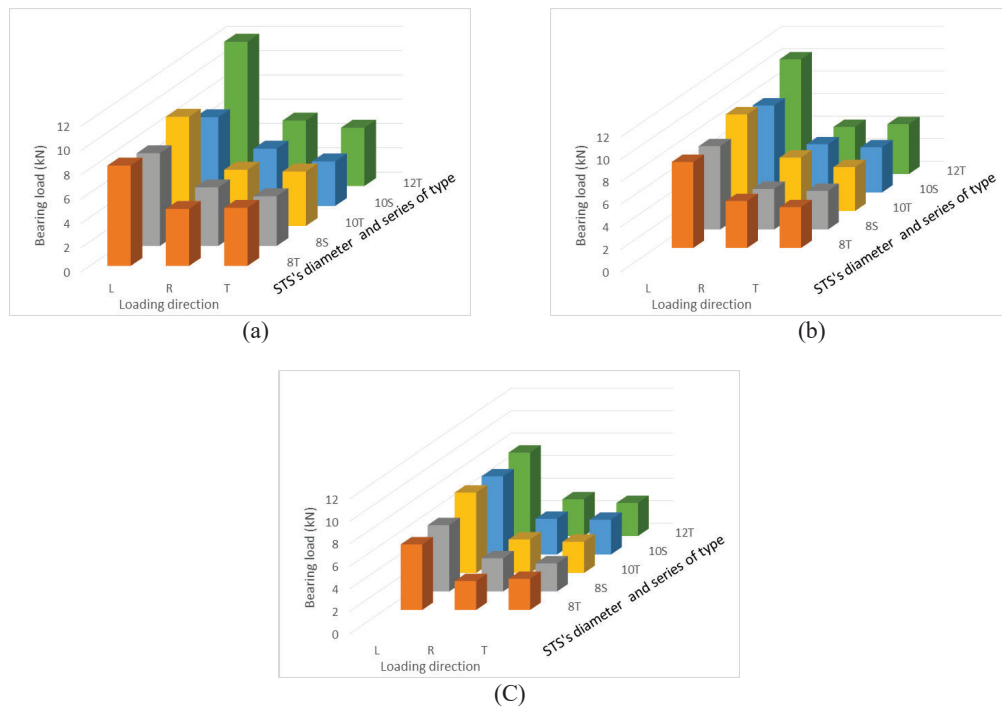 Bearing load (kN)
12
10
8
6
4
2
0
L
R
T
Loading direction
8T
8S
10T
10S
12T
STS's diameter and series of type
(a)
Bearing load (kN)
12
10
8
6
4
2
0
L
R
T
Loading direction
8T
8S
10T
10S
12T
STS's diameter and series of type
(b)
Bearing load (kN)
12
10
8
6
4
2
0
L
R
T
Loading direction
8T
8S
10T
10S
12T
STS's diameter and series of type
(C)